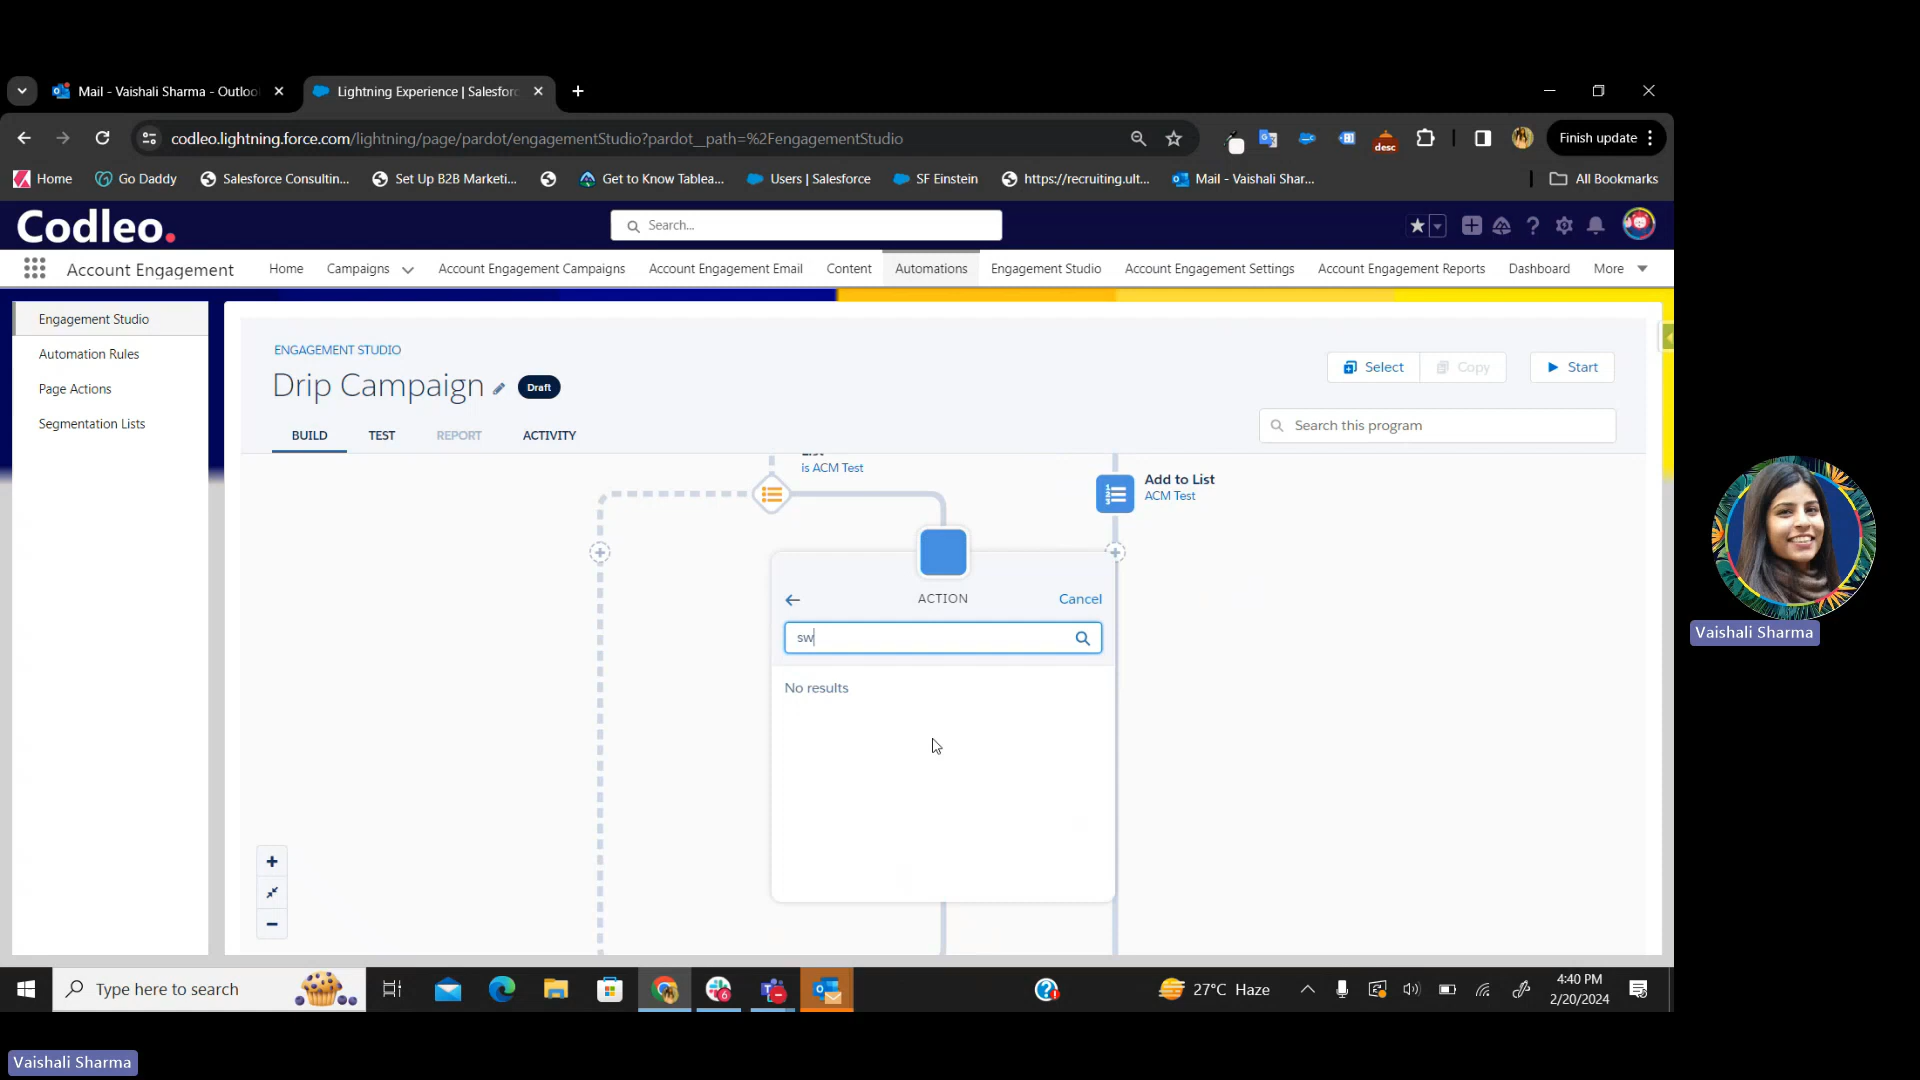 Mail - Vaishali Sharma - Outloo
Lightning Experience | Salesforc
codleo.lightning.force.com/lightning/page/pardot/engagementStudio?pardot__path=%2FengagementStudio
desc
Finish update
Home
Go Daddy
Salesforce Consultin...
Set Up B2B Marketi...
Get to Know Tablea...
Users | Salesforce
SF Einstein
https://recruiting.ult...
Mail - Vaishali Shar...
All Bookmarks
Codleo.
Search...
Account Engagement
Home
Campaigns
Account Engagement Campaigns
Account Engagement Email
Content
Automations
Engagement Studio
Account Engagement Settings
Account Engagement Reports
Dashboard
More
Engagement Studio
Automation Rules
Page Actions
Segmentation Lists
ENGAGEMENT STUDIO
Drip Campaign
Draft
Select
Copy
Start
BUILD
TEST
REPORT
ACTIVITY
Search this program
List
is ACM Test
Add to List
ACM Test
ACTION
Cancel
sw
No results
Type here to search
27°C Haze
4:40 PM
2/20/2024
Vaishali Sharma
Vaishali Sharma